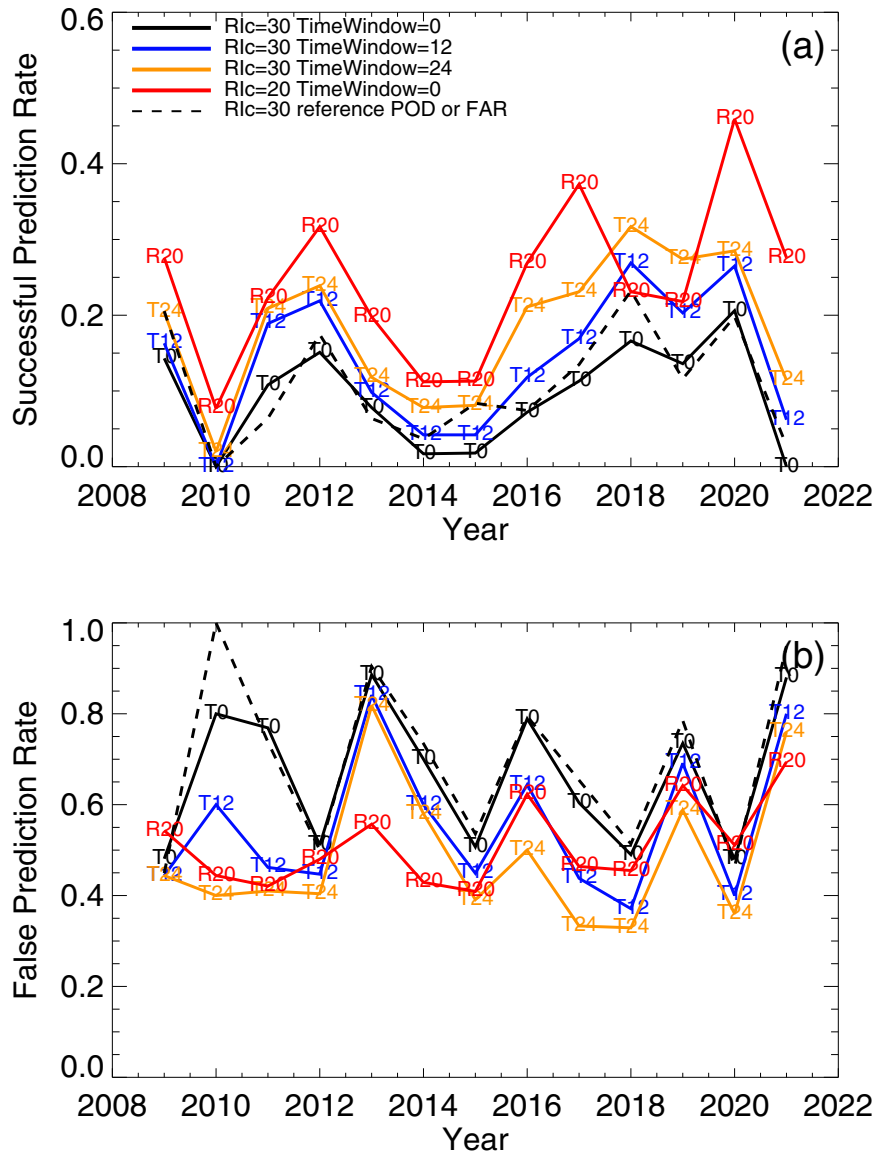 0.6
(a)
RIc=30 TimeWindow=0
RIc=30 TimeWindow=12
RIc=30 TimeWindow=24
RIc=20 TimeWindow=0
RIc=30 reference POD or FAR
Successful Prediction Rate
0.4
0.2
0.0
R20 R20 R20 R20 R20 R20 R20 R20 R20 R20 R20 R20 R20
T24 T24 T24 T24 T24 T24 T24 T24 T24 T24 T24 T24 T24
T12 T12 T12 T12 T12 T12 T12 T12 T12 T12 T12 T12 T12
T0 T0 T0 T0 T0 T0 T0 T0 T0 T0 T0 T0 T0
2008 2010 2012 2014 2016 2018 2020 2022
Year
1.0
(b)
False Prediction Rate
0.8
0.6
0.4
0.2
0.0
T0 T0 T0 T0 T0 T0 T0 T0 T0 T0 T0 T0 T0
T12 T12 T12 T12 T12 T12 T12 T12 T12 T12 T12 T12 T12
T24 T24 T24 T24 T24 T24 T24 T24 T24 T24 T24 T24 T24
R20 R20 R20 R20 R20 R20 R20 R20 R20 R20 R20 R20 R20
2008 2010 2012 2014 2016 2018 2020 2022
Year